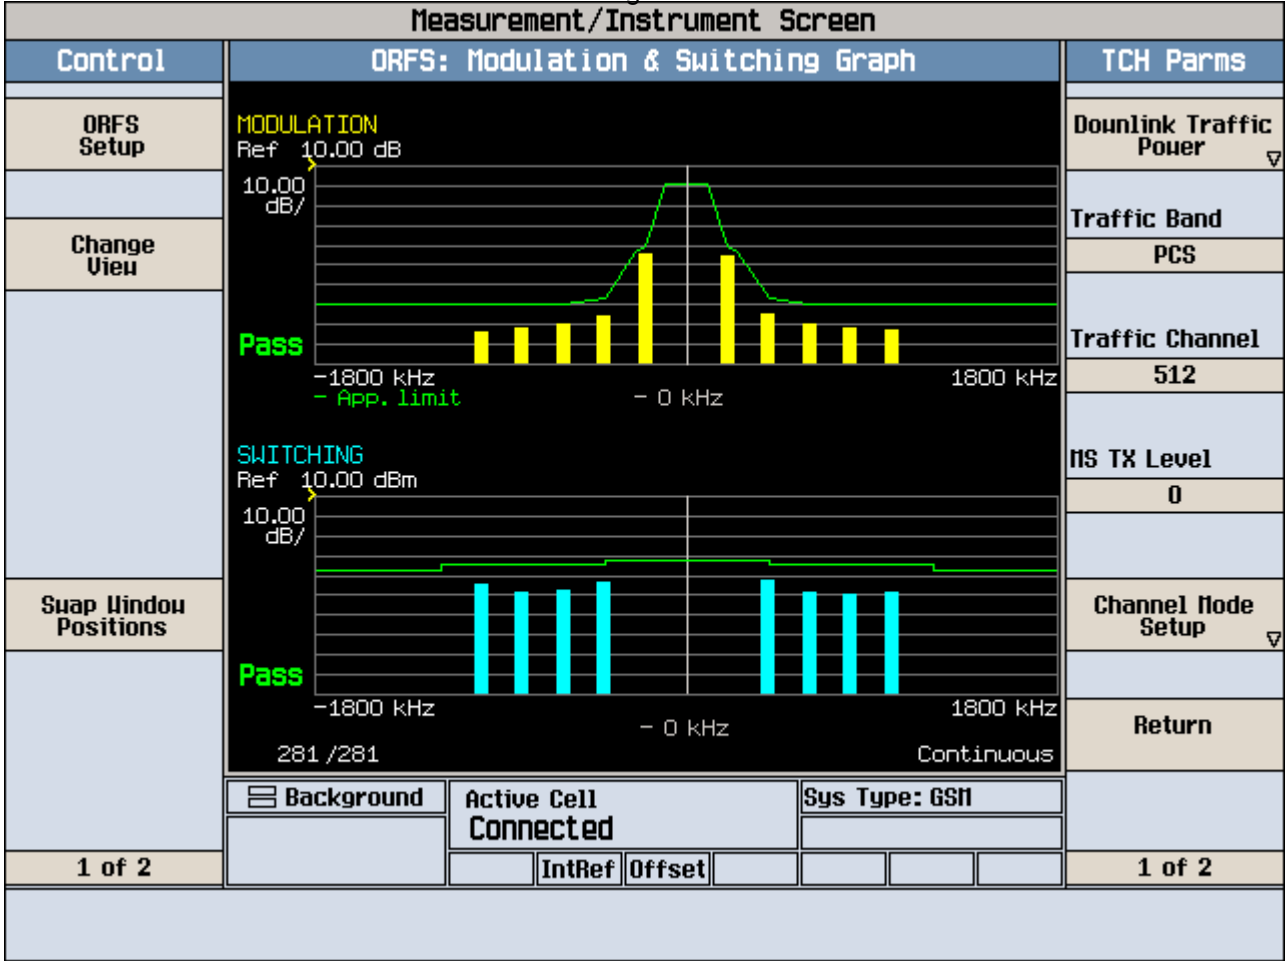 Measurement/Instrument Screen
Control
ORFS: Modulation & Switching Graph
TCH Parms
ORFS
Setup
Change
View
Swap Window
Positions
1 of 2
MODULATION
Ref 10.00 dB
10.00
dB/
Pass
-1800 kHz
1800 kHz
- App. limit
- 0 kHz
SWITCHING
Ref 10.00 dBm
10.00
dB/
Pass
-1800 kHz
1800 kHz
- 0 kHz
281/281
Continuous
Downlink Traffic
Power
Traffic Band
PCS
Traffic Channel
512
MS TX Level
0
Channel Mode
Setup
Return
1 of 2
Background
Active Cell
Connected
Sys Type: GSM
IntRef
Offset